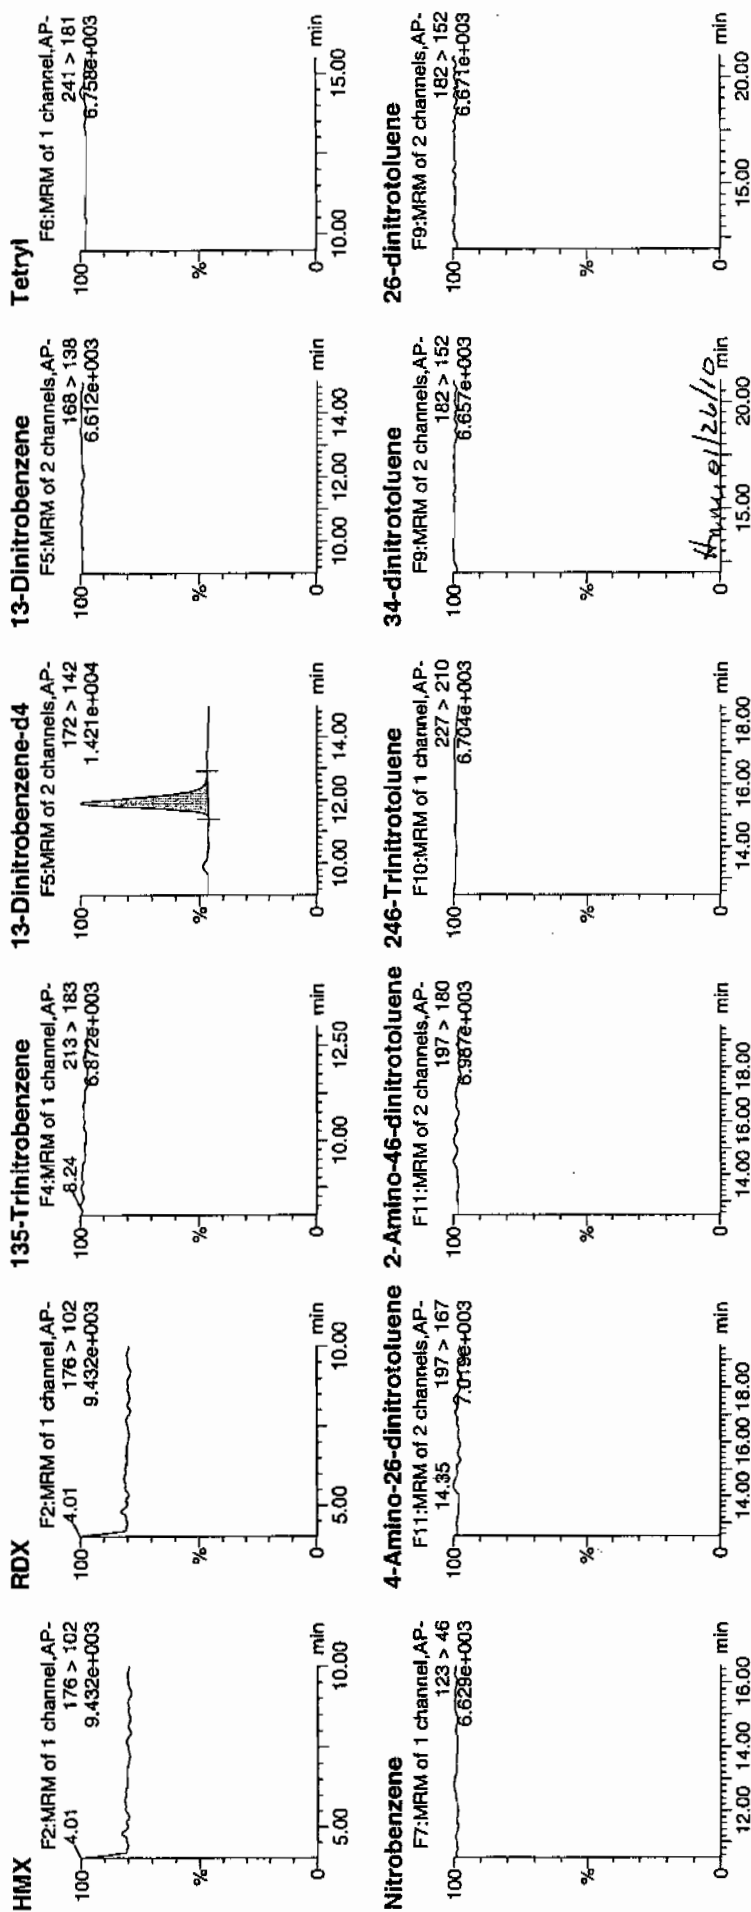 HMX
F2:MRM of 1 channel,AP-
176 > 102
9.432e+003
4.01
100
%
0
5.00
10.00
min
RDX
F2:MRM of 1 channel,AP-
176 > 102
9.432e+003
4.01
100
%
0
5.00
10.00
min
135-Trinitrobenzene
F4:MRM of 1 channel,AP-
213 > 183
6.872e+003
8.24
100
%
0
10.00
12.50
min
13-Dinitrobenzene-d4
F5:MRM of 2 channels,AP-
172 > 142
1.421e+004
100
%
0
10.00
12.00
14.00
min
13-Dinitrobenzene
F5:MRM of 2 channels,AP-
168 > 138
6.612e+003
100
%
0
10.00
12.00
14.00
min
Tetryl
F6:MRM of 1 channel,AP-
241 > 181
6.758e+003
100
%
0
10.00
15.00
min
Nitrobenzene
F7:MRM of 1 channel,AP-
123 > 46
6.629e+003
100
%
0
12.00
14.00
16.00
min
4-Amino-26-dinitrotoluene
F11:MRM of 2 channels,AP-
197 > 167
7.019e+003
14.35
100
%
0
14.00
16.00
18.00
min
2-Amino-46-dinitrotoluene
F11:MRM of 2 channels,AP-
197 > 180
6.987e+003
100
%
0
14.00
16.00
18.00
min
246-Trinitrotoluene
F10:MRM of 1 channel,AP-
227 > 210
6.704e+003
100
%
0
14.00
16.00
18.00
min
34-dinitrotoluene
F9:MRM of 2 channels,AP-
182 > 152
6.657e+003
100
%
0
15.00
20.00
min
01/26/10
26-dinitrotoluene
F9:MRM of 2 channels,AP-
182 > 152
6.671e+003
100
%
0
15.00
20.00
min